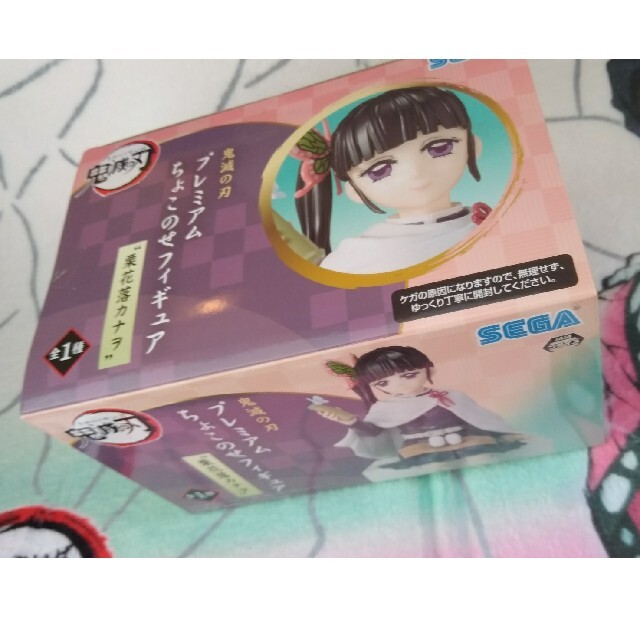 SEGA
鬼滅の刃
鬼滅の刃
プレミアム
ちょこのせフィギュア
"栗花落カナヲ"
全1種
ケガの原因になりますので、無理せず、
ゆっくり丁寧に開封してください。
SEGA
鬼滅の刃
鬼滅の刃
プレミアム
ちょこのせフィギュア